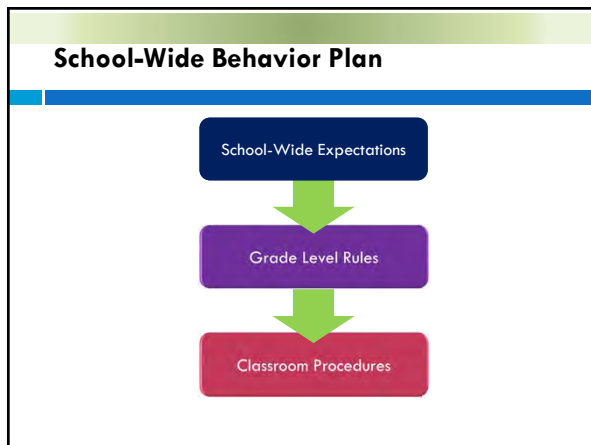 School-Wide Behavior Plan
School-Wide Expectations
Grade Level Rules
Classroom Procedures